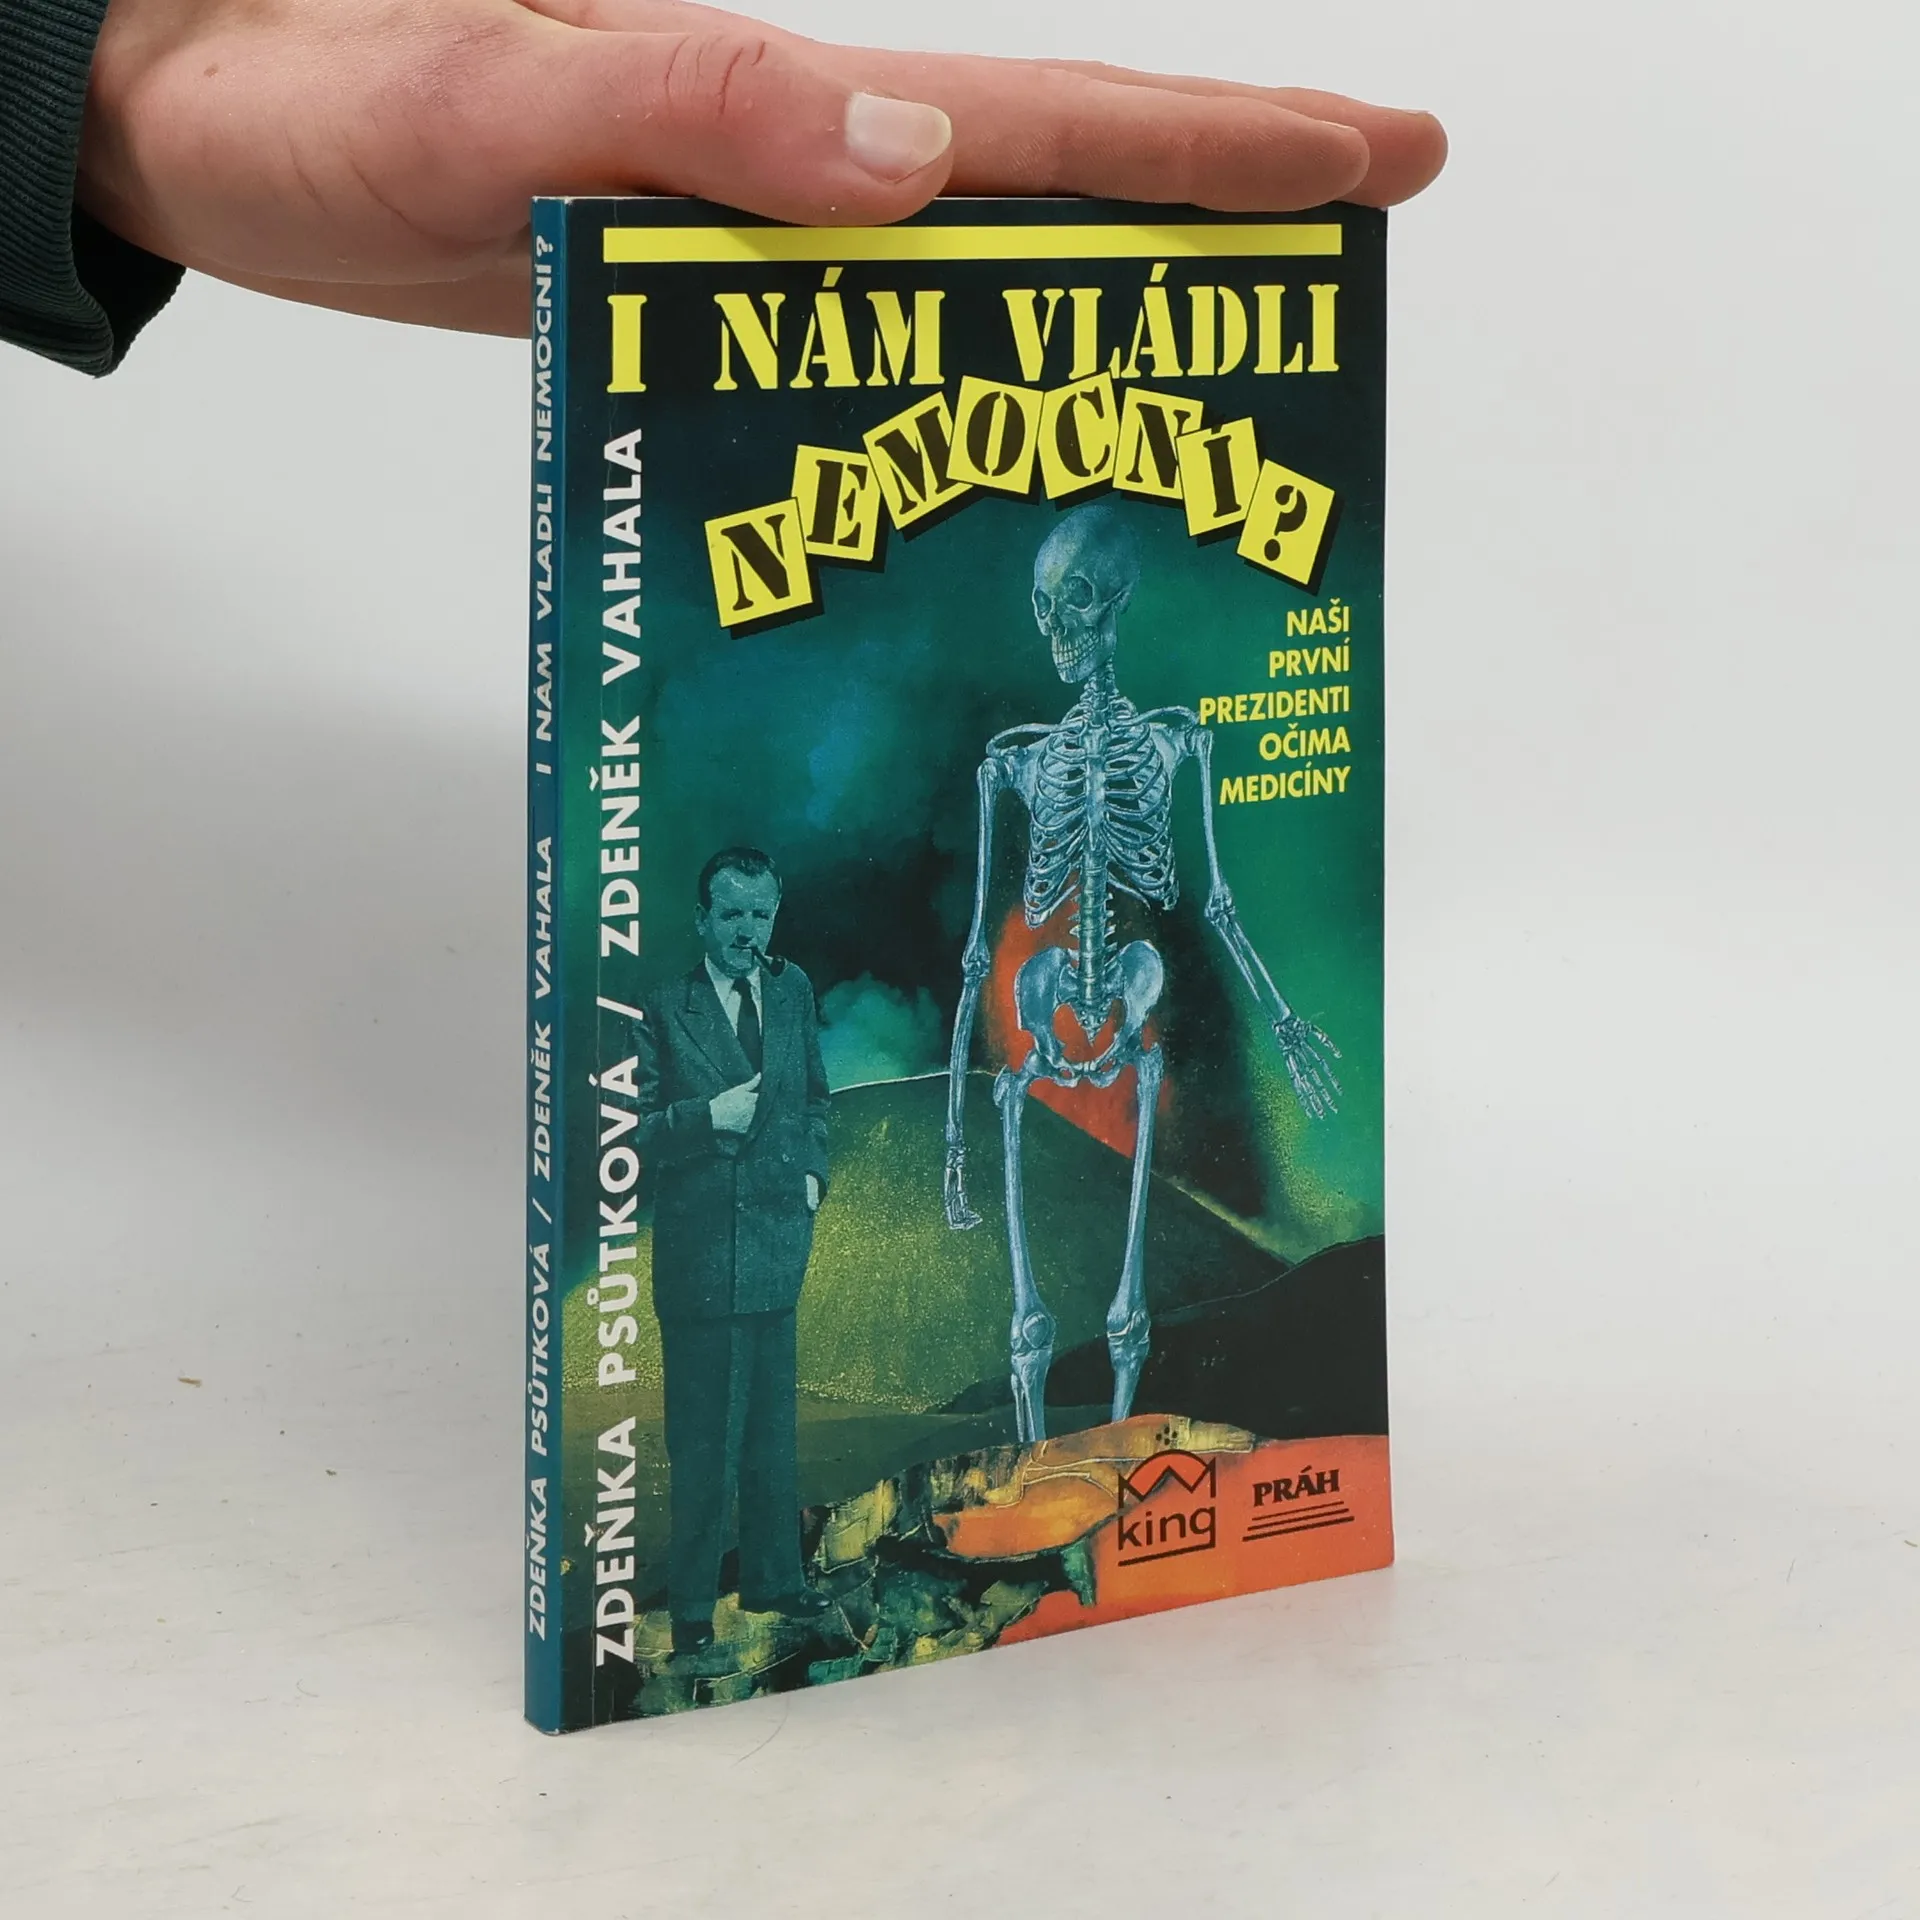 I NÁM VLÁDLI
NEMOCNÍ?
NAŠI
PRVNÍ
PREZIDENTI
OČIMA
MEDICÍNY
ZDEŇKA PSŮTKOVÁ / ZDENĚK VAHALA
king
PRÁH
ZDEŇKA PSŮTKOVÁ / ZDENĚK VAHALA — I NÁM VLÁDLI NEMOCNÍ?